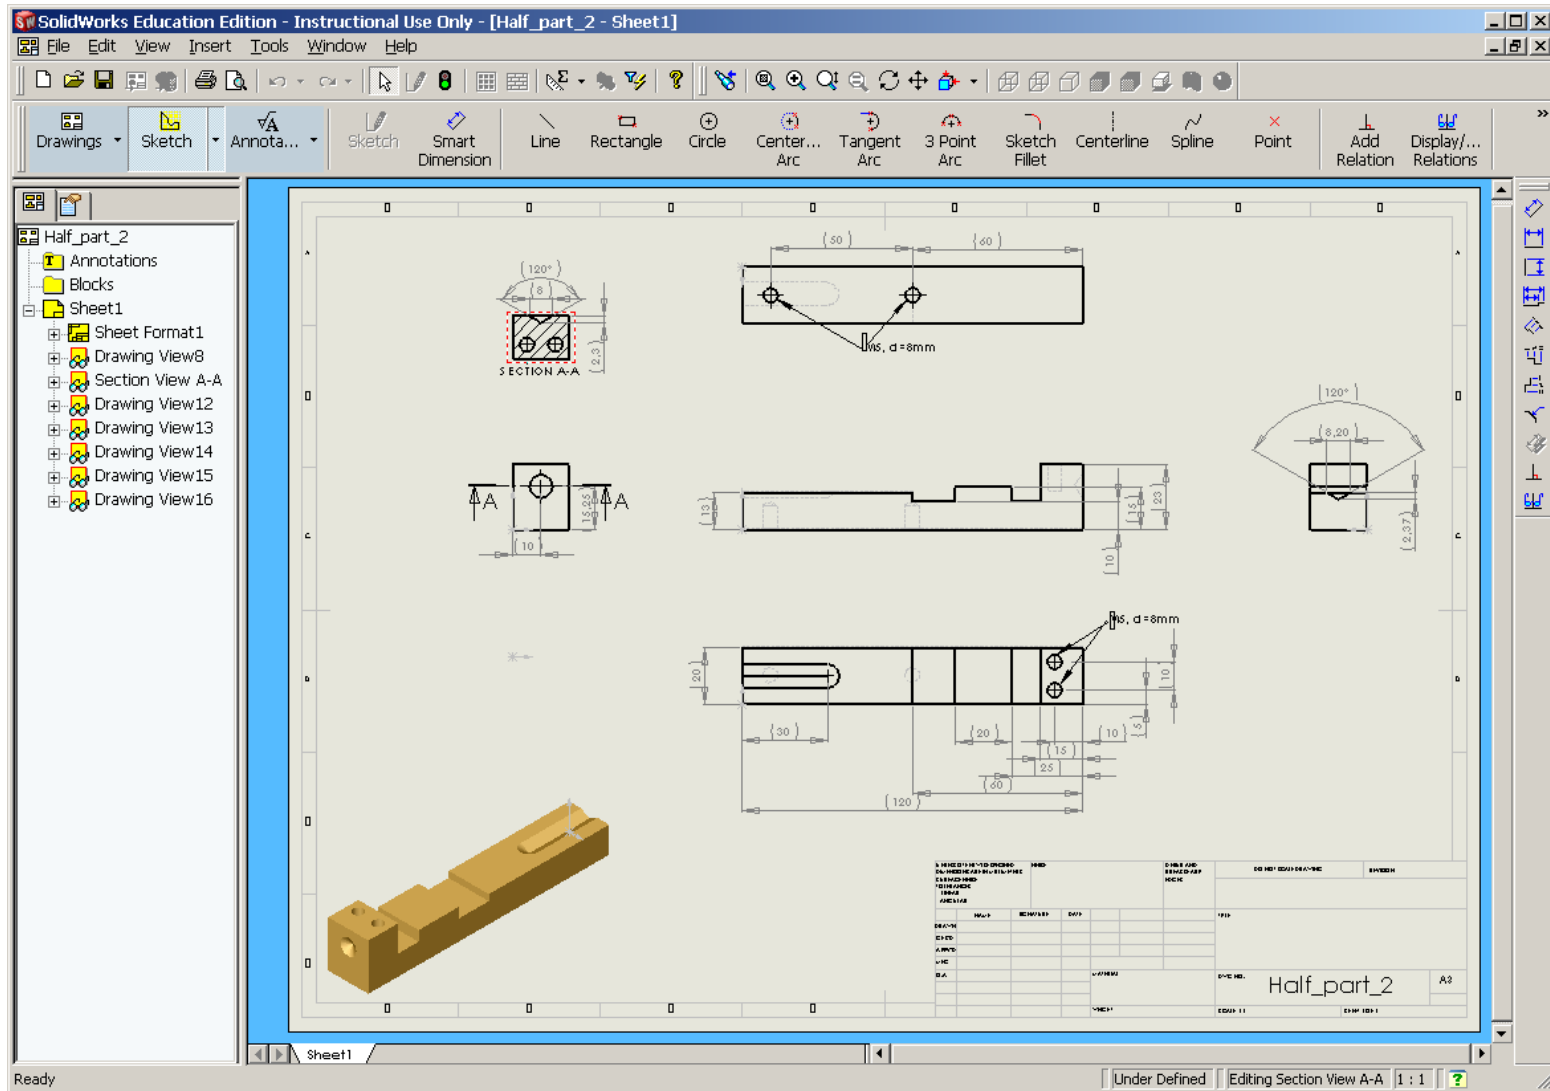 SolidWorks Education Edition - Instructional Use Only - [Half_part_2 - Sheet1]
File Edit View Insert Tools Window Help
Drawings Sketch Annota... Sketch Smart Dimension Line Rectangle Circle Center... Arc Tangent Arc 3 Point Arc Sketch Fillet Centerline Spline Point Add Relation Display/... Relations
Half_part_2
Annotations
Blocks
Sheet1
Sheet Format1
Drawing View8
Section View A-A
Drawing View12
Drawing View13
Drawing View14
Drawing View15
Drawing View16
(50) (60)
(120°)
(8)
(2,3)
SECTION A-A
M5, d=8mm
(120°)
(8,20)
(2,37)
A A
15,25
(10)
(13)
(15)
(23)
(10)
M5, d=8mm
(20)
(10)
(5)
(30) (20) (10)
(15)
25
(60)
(120)
TITLE
DWG NO.
Half_part_2
A3
Sheet1
Ready
Under Defined
Editing Section View A-A
1 : 1